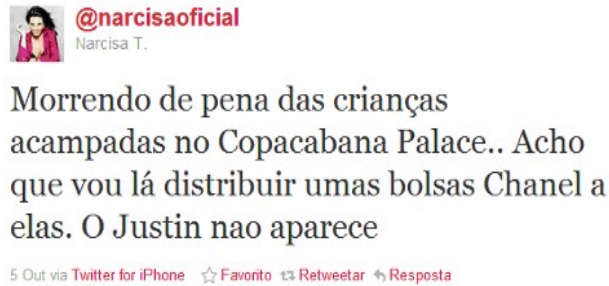 @narcisaoficial
Narcisa T.
Morrendo de pena das crianças
acampadas no Copacabana Palace.. Acho
que vou lá distribuir umas bolsas Chanel a
elas. O Justin nao aparece
5 Out via Twitter for iPhone Favorito Retweetar Resposta